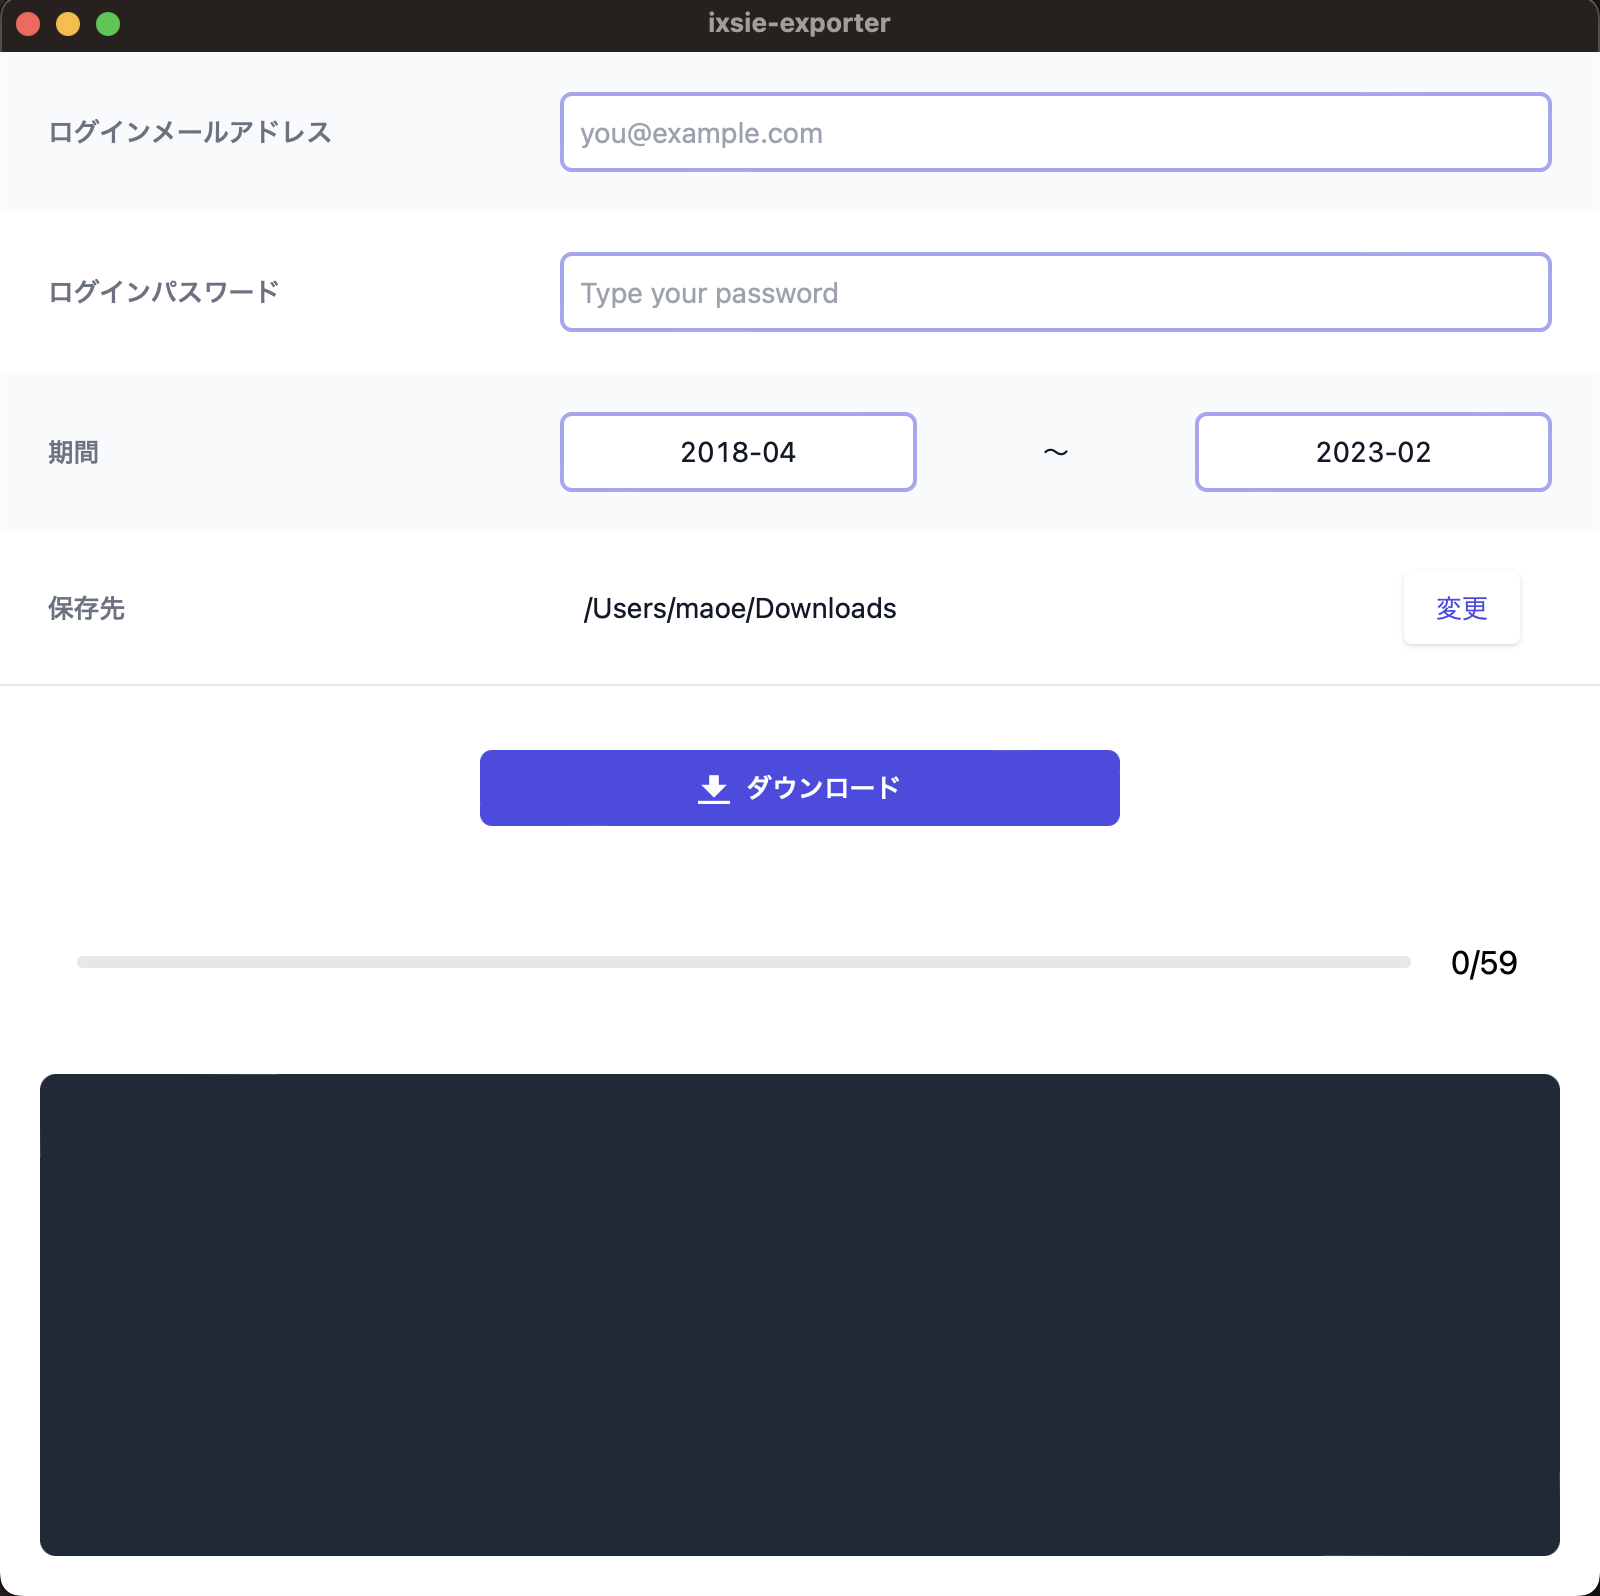 ixsie-exporter
ログインメールアドレス
you@example.com
ログインパスワード
Type your password
期間
2018-04
～
2023-02
保存先
/Users/maoe/Downloads
変更
ダウンロード
0/59